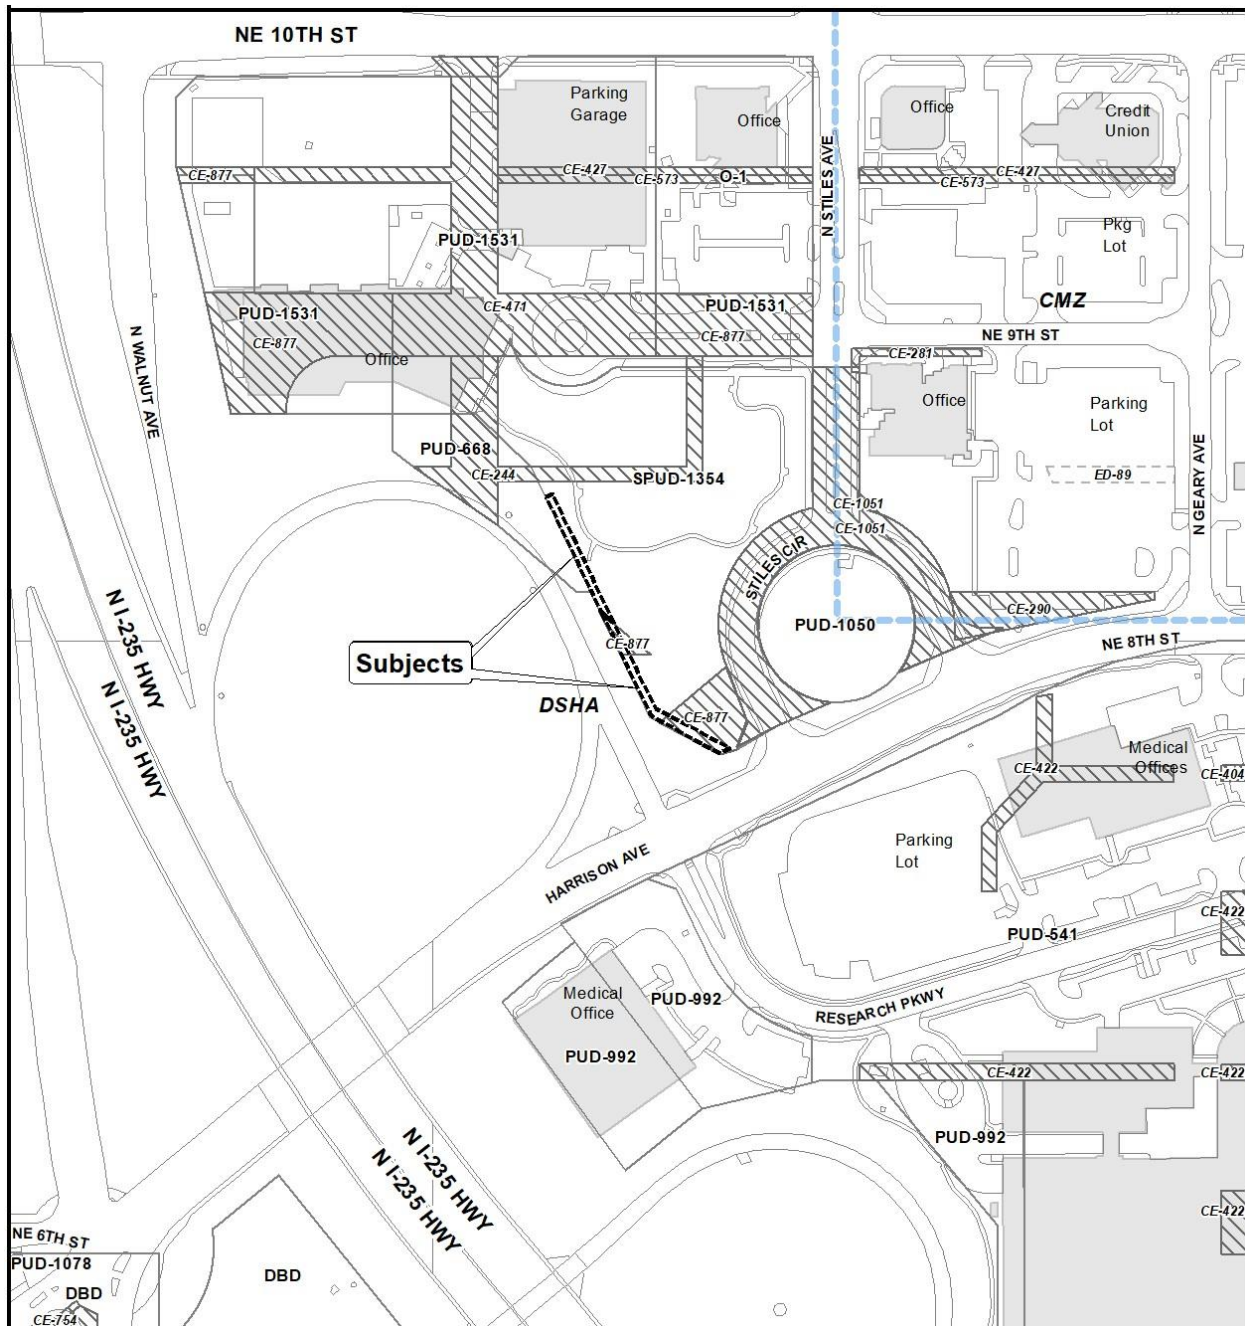 NE 10TH ST
Parking
Garage
Office
Office
Credit
Union
CE-877
CE-427
CE-573
O-1
CE-573
CE-427
N STILES AVE
Pkg
Lot
PUD-1531
CMZ
CE-471
PUD-1531
PUD-1531
CE-877
CE-877
NE 9TH ST
CE-281
Office
Office
N WALNUT AVE
Parking
Lot
PUD-668
CE-244
SPUD-1354
ED-89
N GEARY AVE
CE-1051
CE-1051
STILES CIR
N I-235 HWY
N I-235 HWY
CE-290
PUD-1050
NE 8TH ST
CE-877
Subjects
DSHA
CE-877
Medical
Offices
CE-422
CE-404
Parking
Lot
HARRISON AVE
CE-422
PUD-541
Medical
Office
PUD-992
RESEARCH PKWY
PUD-992
CE-422
CE-422
PUD-992
N I-235 HWY
N I-235 HWY
CE-422
NE 6TH ST
PUD-1078
DBD
DBD
CE-754